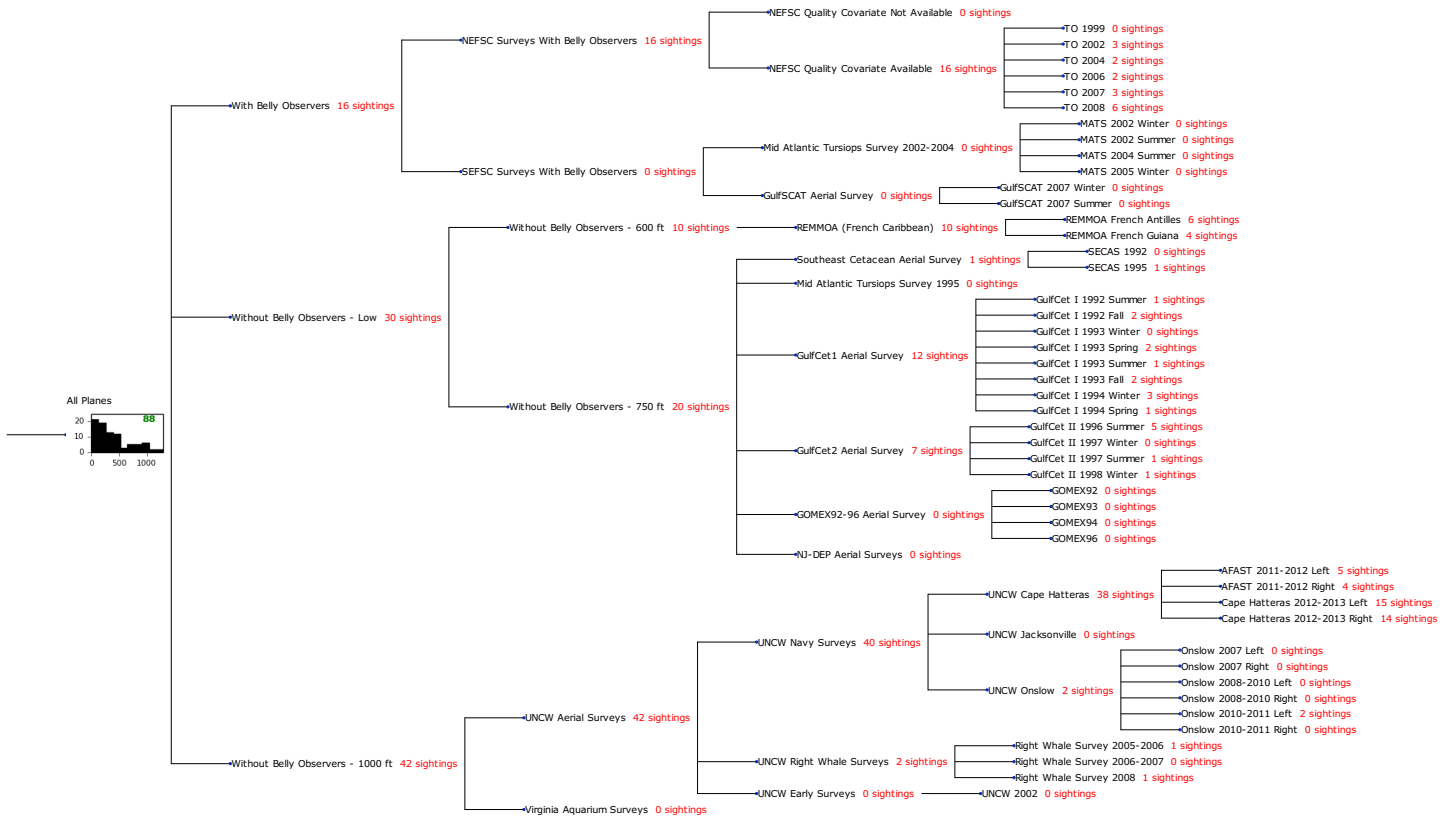 NEFSC Quality Covariate Not Available 0 sightings
TO 1999 0 sightings
NEFSC Surveys With Belly Observers 16 sightings
TO 2002 3 sightings
TO 2004 2 sightings
NEFSC Quality Covariate Available 16 sightings
TO 2006 2 sightings
TO 2007 3 sightings
With Belly Observers 16 sightings
TO 2008 6 sightings
MATS 2002 Winter 0 sightings
MATS 2002 Summer 0 sightings
Mid Atlantic Tursiops Survey 2002-2004 0 sightings
MATS 2004 Summer 0 sightings
SEFSC Surveys With Belly Observers 0 sightings
MATS 2005 Winter 0 sightings
GulfSCAT 2007 Winter 0 sightings
GulfSCAT Aerial Survey 0 sightings
GulfSCAT 2007 Summer 0 sightings
REMMOA French Antilles 6 sightings
Without Belly Observers - 600 ft 10 sightings
REMMOA (French Caribbean) 10 sightings
REMMOA French Guiana 4 sightings
SECAS 1992 0 sightings
Southeast Cetacean Aerial Survey 1 sightings
SECAS 1995 1 sightings
Mid Atlantic Tursiops Survey 1995 0 sightings
GulfCet I 1992 Summer 1 sightings
Without Belly Observers - Low 30 sightings
GulfCet I 1992 Fall 2 sightings
GulfCet I 1993 Winter 0 sightings
GulfCet I 1993 Spring 2 sightings
GulfCet1 Aerial Survey 12 sightings
GulfCet I 1993 Summer 1 sightings
GulfCet I 1993 Fall 2 sightings
GulfCet I 1994 Winter 3 sightings
Without Belly Observers - 750 ft 20 sightings
GulfCet I 1994 Spring 1 sightings
All Planes
88
20
10
0
0 500 1000
GulfCet II 1996 Summer 5 sightings
GulfCet II 1997 Winter 0 sightings
GulfCet2 Aerial Survey 7 sightings
GulfCet II 1997 Summer 1 sightings
GulfCet II 1998 Winter 1 sightings
GOMEX92 0 sightings
GOMEX93 0 sightings
GOMEX92-96 Aerial Survey 0 sightings
GOMEX94 0 sightings
GOMEX96 0 sightings
NJ-DEP Aerial Surveys 0 sightings
AFAST 2011-2012 Left 5 sightings
AFAST 2011-2012 Right 4 sightings
UNCW Cape Hatteras 38 sightings
Cape Hatteras 2012-2013 Left 15 sightings
Cape Hatteras 2012-2013 Right 14 sightings
UNCW Jacksonville 0 sightings
UNCW Navy Surveys 40 sightings
Onslow 2007 Left 0 sightings
Onslow 2007 Right 0 sightings
Onslow 2008-2010 Left 0 sightings
UNCW Onslow 2 sightings
Onslow 2008-2010 Right 0 sightings
Onslow 2010-2011 Left 2 sightings
UNCW Aerial Surveys 42 sightings
Onslow 2010-2011 Right 0 sightings
Right Whale Survey 2005-2006 1 sightings
Without Belly Observers - 1000 ft 42 sightings
UNCW Right Whale Surveys 2 sightings
Right Whale Survey 2006-2007 0 sightings
Right Whale Survey 2008 1 sightings
UNCW Early Surveys 0 sightings
UNCW 2002 0 sightings
Virginia Aquarium Surveys 0 sightings